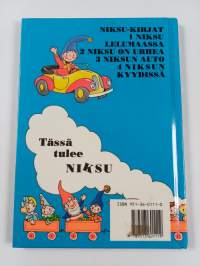 NIKSU-KIRJAT
1 NIKSU
LELUMAASSA
2 NIKSU ON URHEA
3 NIKSUN AUTO
4 NIKSUN
KYYDISSÄ
Tässä
tulee
NIKSU